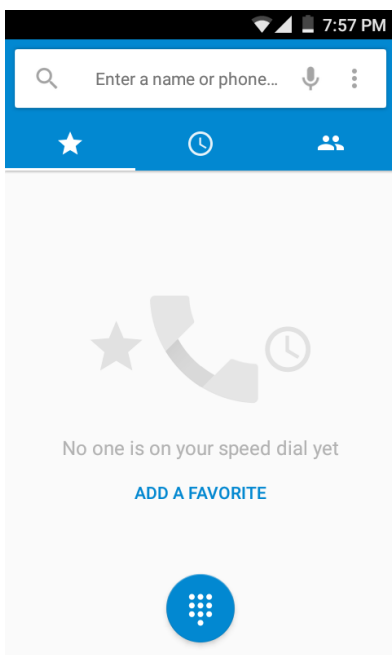 7:57 PM
Enter a name or phone...
No one is on your speed dial yet
ADD A FAVORITE